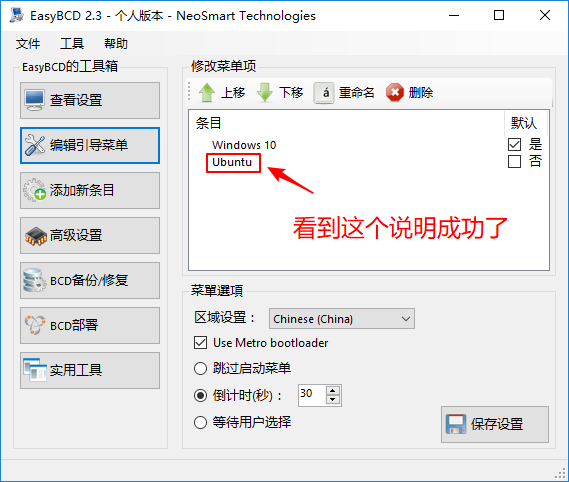 EasyBCD 2.3 - 个人版本 - NeoSmart Technologies
文件 工具 帮助
EasyBCD的工具箱
查看设置
编辑引导菜单
添加新条目
高级设置
BCD备份/修复
BCD部署
实用工具
修改菜单项
上移 下移 á 重命名 删除
条目 默认
Windows 10 是
Ubuntu 否
看到这个说明成功了
菜單選項
区域设置： Chinese (China)
Use Metro bootloader
跳过启动菜单
倒计时(秒)： 30
等待用户选择
保存设置